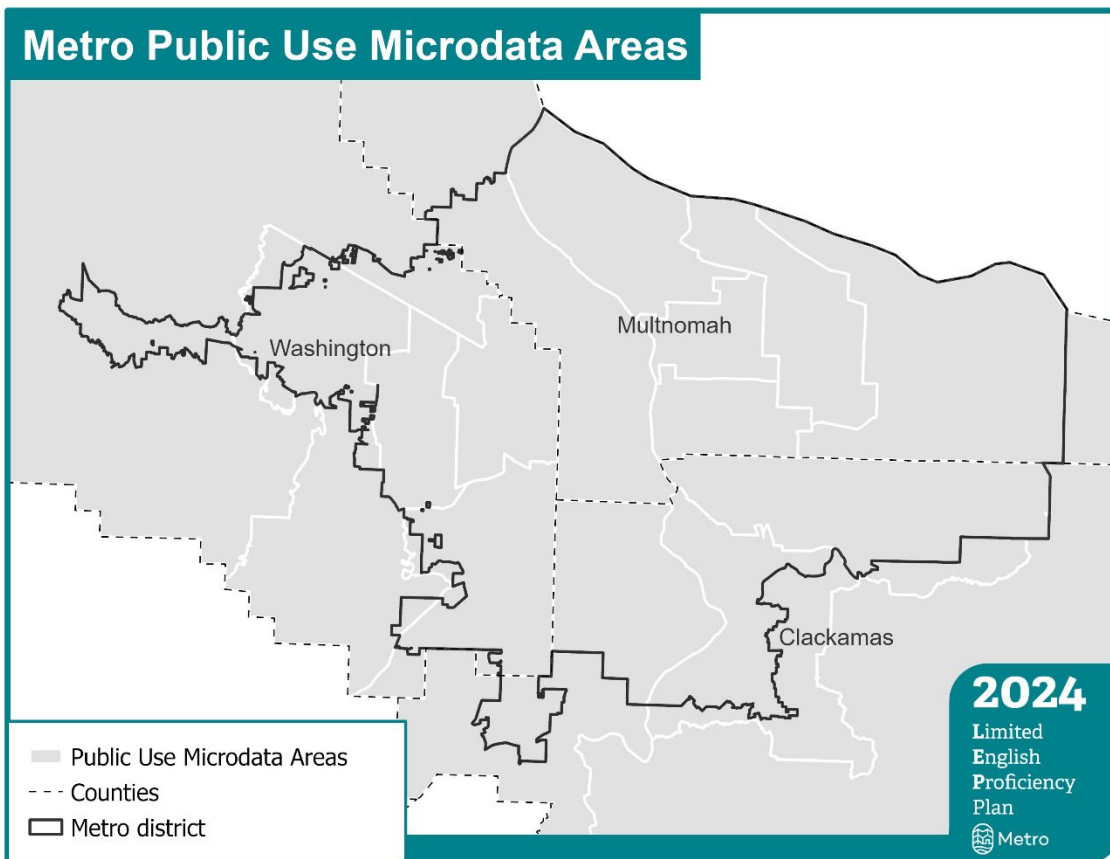 Metro Public Use Microdata Areas
Multnomah
Washington
Clackamas
Public Use Microdata Areas
Counties
Metro district
2024
Limited
English
Proficiency
Plan
Metro